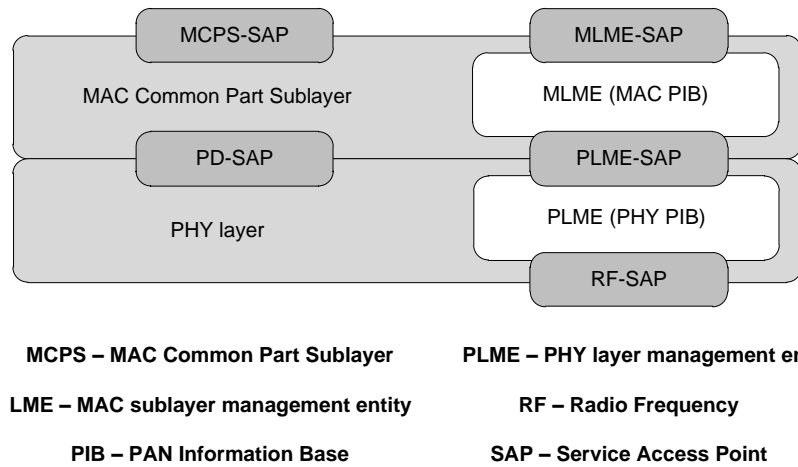 MCPS-SAP MLME-SAP
MAC Common Part Sublayer MLME (MAC PIB)
PD-SAP PLME-SAP
PHY layer PLME (PHY PIB)
RF-SAP
MCPS – MAC Common Part Sublayer PLME – PHY layer management
LME – MAC sublayer management entity RF – Radio Frequency
PIB – PAN Information Base SAP – Service Access Point